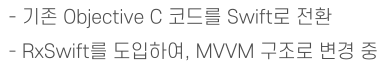 - 기존 Objective C 코드를 Swift로 전환
- RxSwift를 도입하여, MVVM 구조로 변경 중